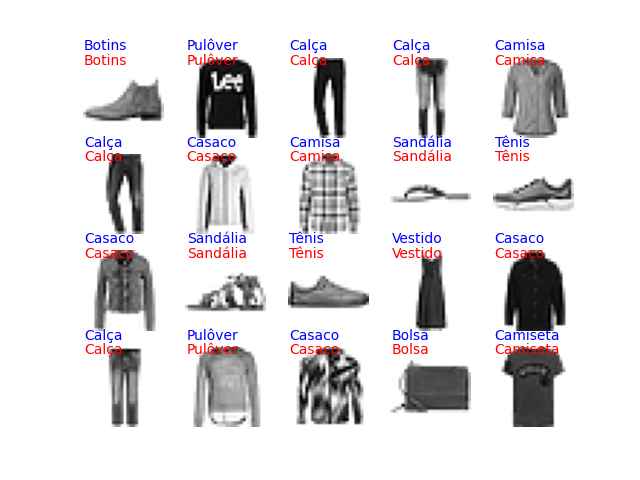 Botins Pulôver Calça Calça Camisa
Botins Pulôver Calça Calça Camisa
Lee
Calça Casaco Camisa Sandália Tênis
Calça Casaco Camisa Sandália Tênis
Casaco Sandália Tênis Vestido Casaco
Casaco Sandália Tênis Vestido Casaco
Calça Pulôver Casaco Bolsa Camiseta
Calça Pulôver Casaco Bolsa Camiseta